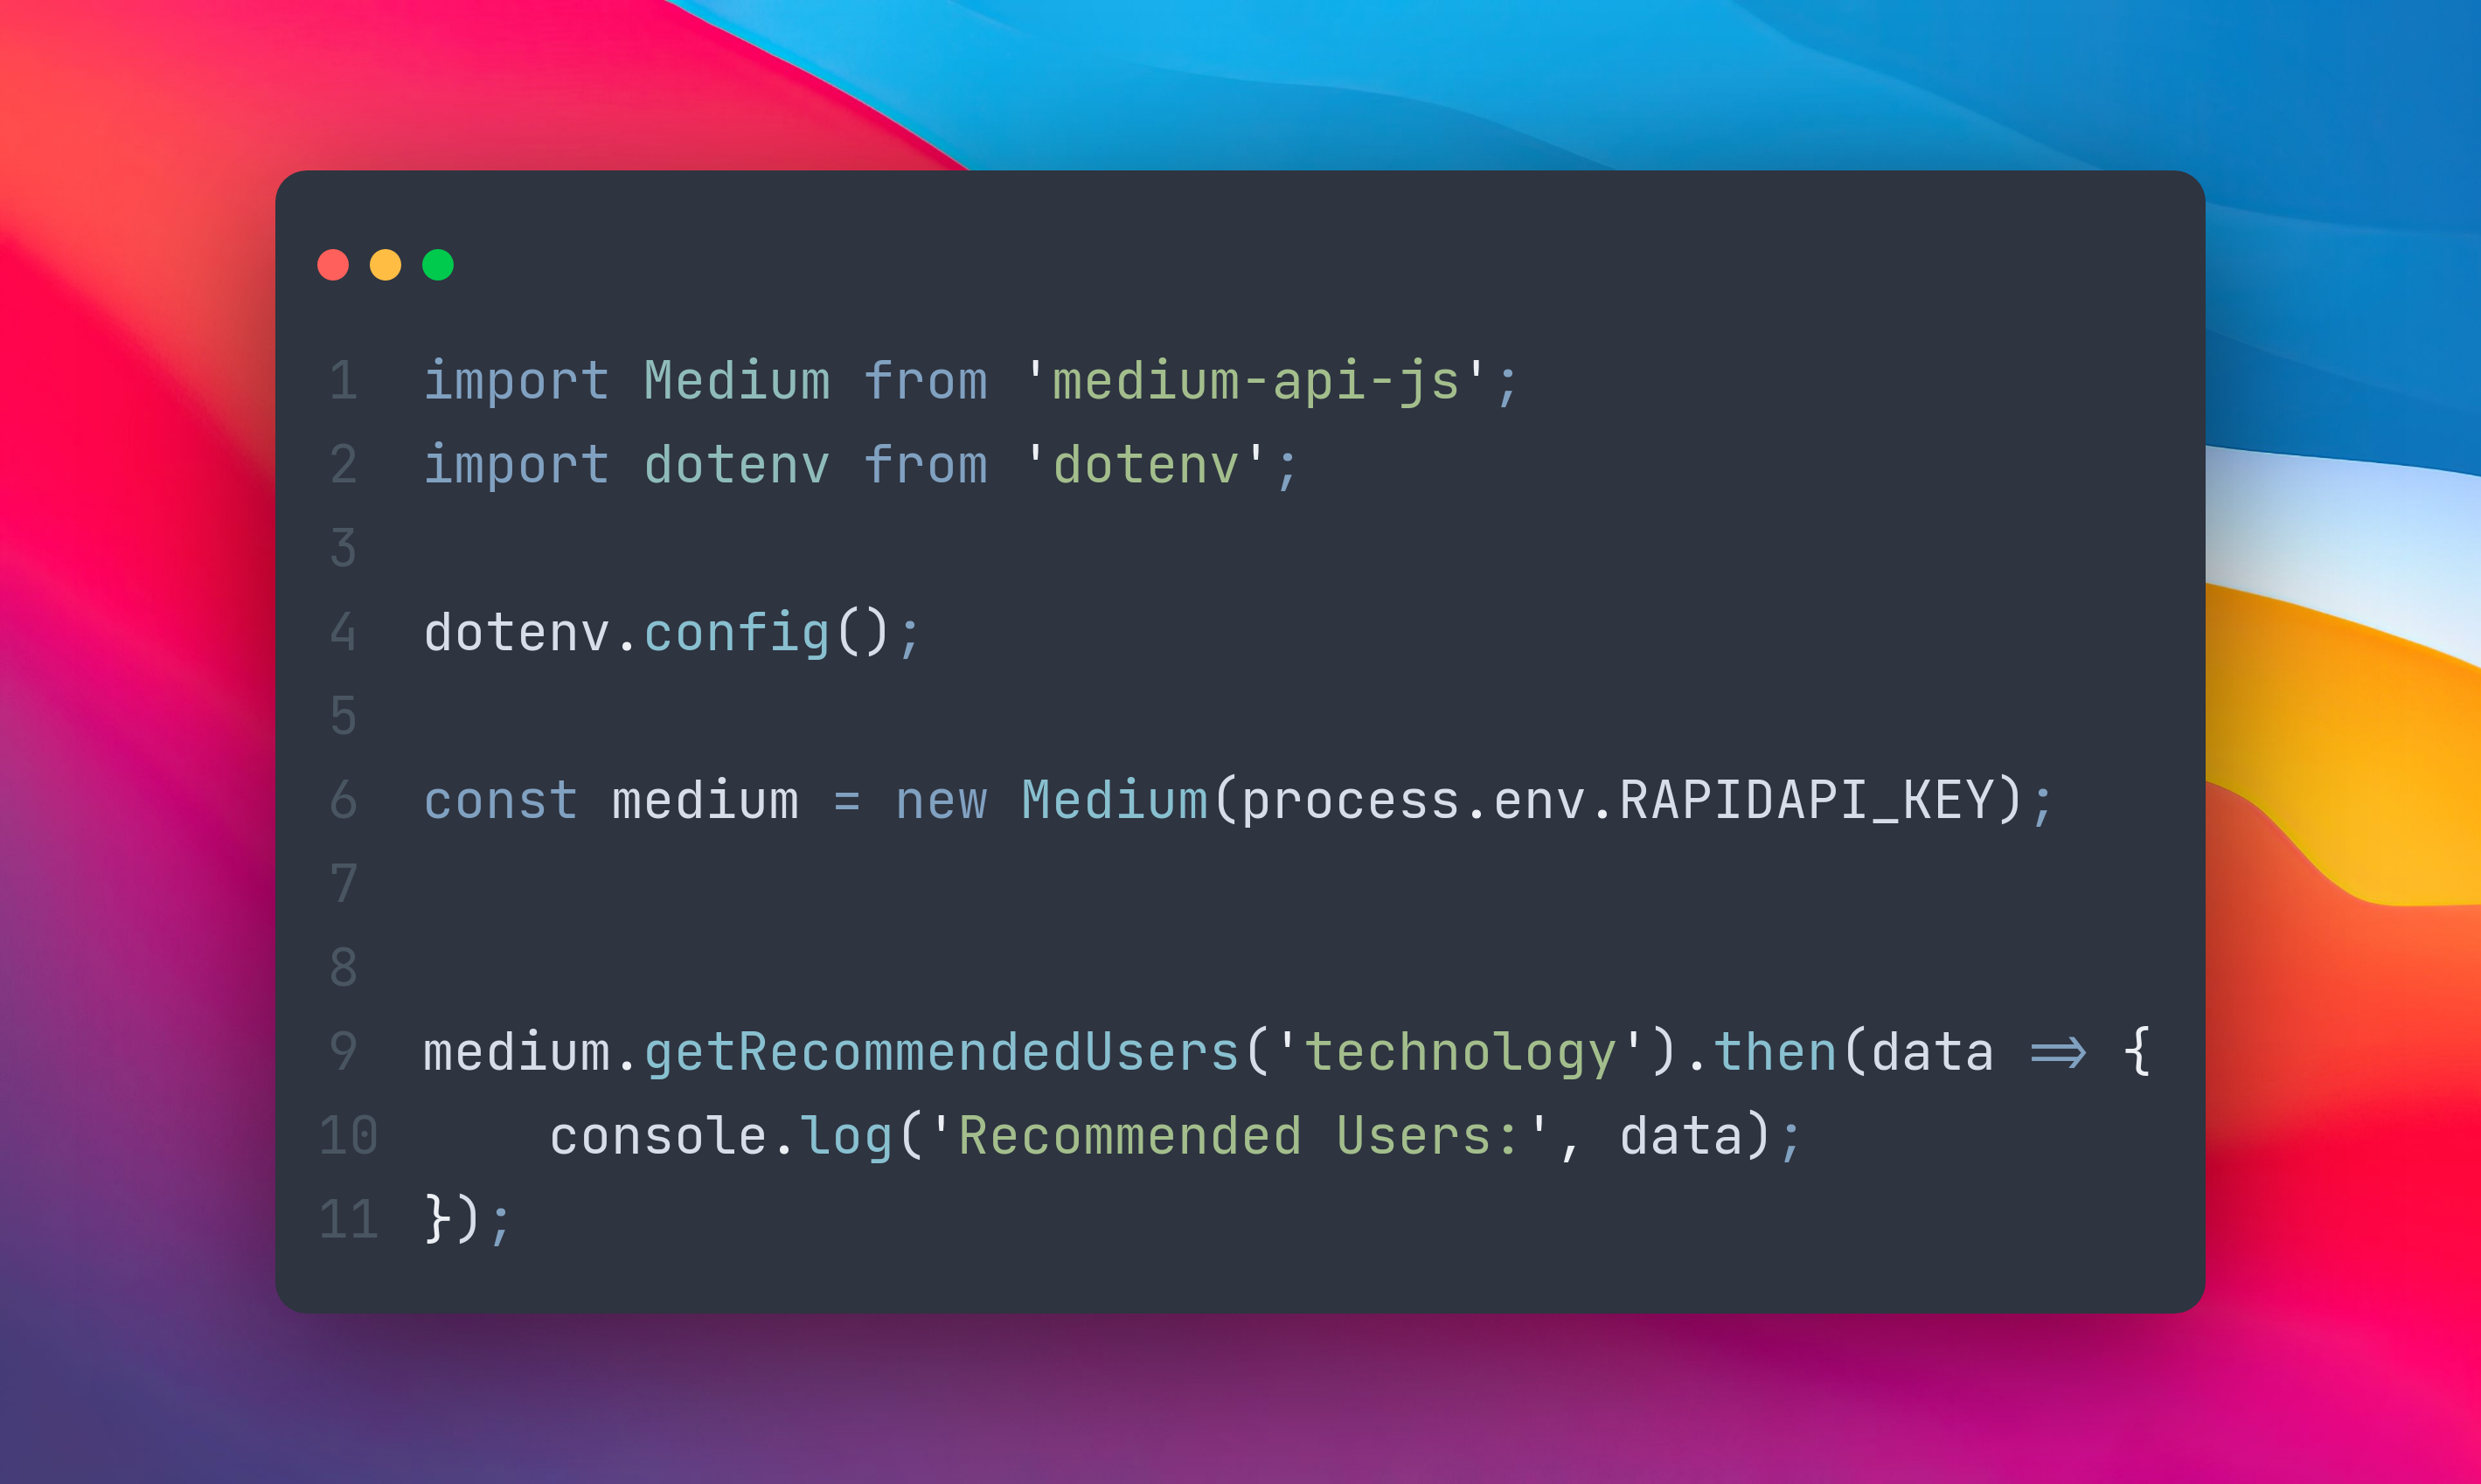 1 import Medium from 'medium-api-js';
2 import dotenv from 'dotenv';
3
4 dotenv.config();
5
6 const medium = new Medium(process.env.RAPIDAPI_KEY);
7
8
9 medium.getRecommendedUsers('technology').then(data => {
10     console.log('Recommended Users:', data);
11 });